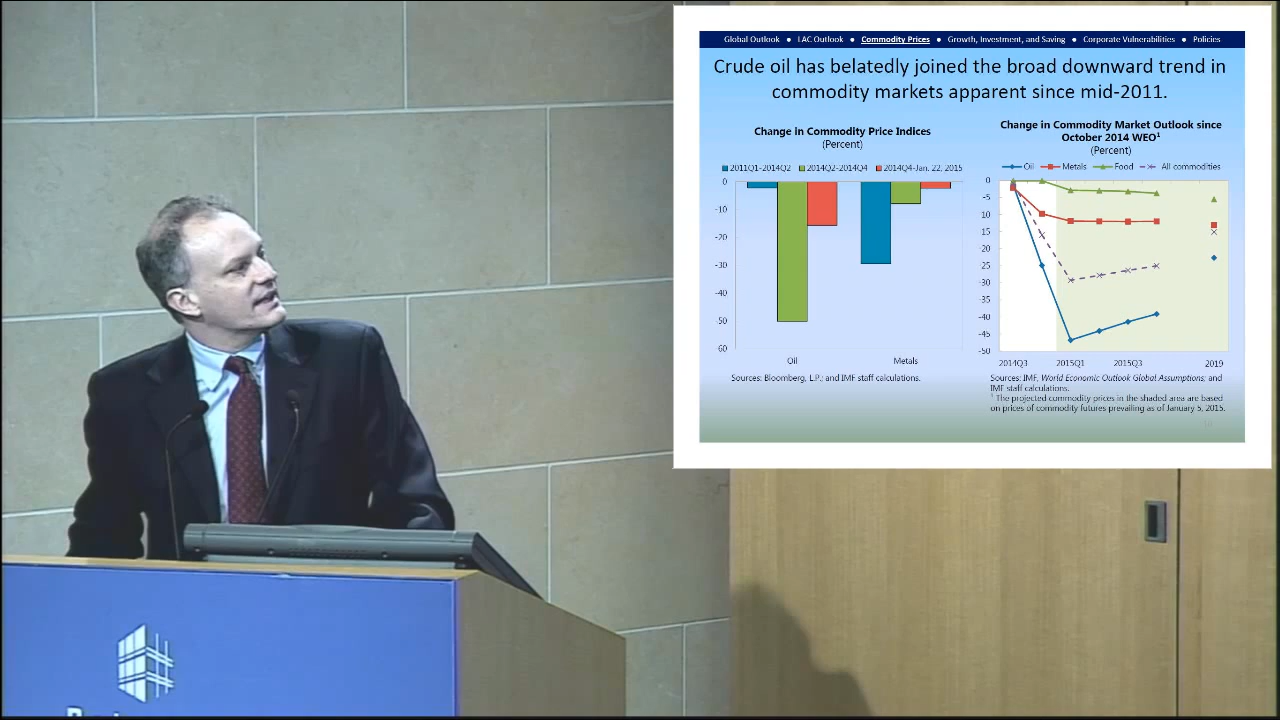 Global Outlook ● LAC Outlook ● Commodity Prices ● Growth, Investment, and Saving ● Corporate Vulnerabilities ● Policies
Crude oil has belatedly joined the broad downward trend in
commodity markets apparent since mid-2011.
Change in Commodity Price Indices
(Percent)
2011Q1-2014Q2 2014Q2-2014Q4 2014Q4-Jan. 22, 2015
0
-10
-20
-30
-40
-50
60
Oil Metals
Sources: Bloomberg, L.P.; and IMF staff calculations.
Change in Commodity Market Outlook since
October 2014 WEO¹
(Percent)
Oil Metals Food All commodities
0
-5
10
15
20
-25
-30
-35
-40
-45
-50
2014Q3 2015Q1 2015Q3 2019
Sources: IMF, World Economic Outlook Global Assumptions; and
IMF staff calculations.
¹ The projected commodity prices in the shaded area are based
on prices of commodity futures prevailing as of January 5, 2015.